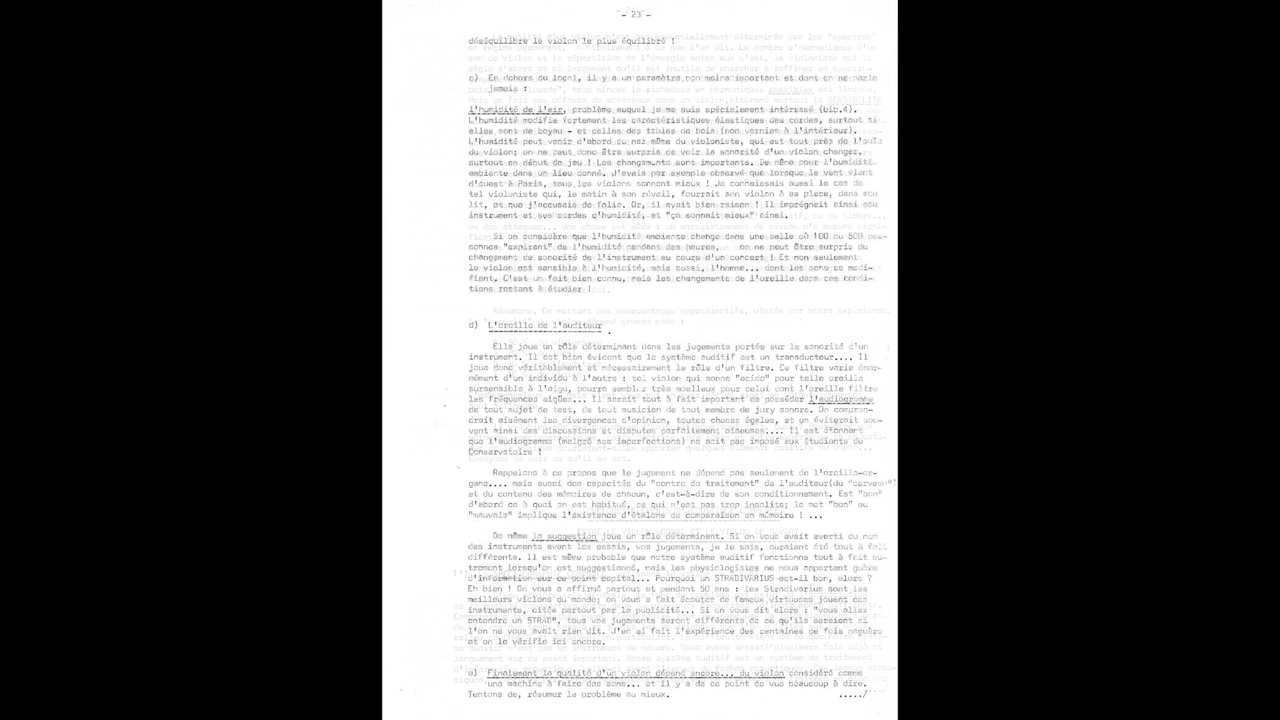 - 23 -
déséquilibre le violon le plus équilibré !
c) En dehors du local, il y a un paramètre non moins important et dont on ne parle
jamais :
l'humidité de l'air, problème auquel je me suis spécialement intéressé (bib.4).
L'humidité modifie fortement les caractéristiques élastiques des cordes, surtout si
elles sont de boyau - et celles des tables de bois (non vernies à l'intérieur).
L'humidité peut venir d'abord du nez même du violoniste, qui est tout près de l'ouïe
du violon; on ne peut donc être surpris de voir la sonorité d'un violon changer,
surtout en début de jeu ! Les changements sont importants. De même pour l'humidité
ambiante dans un lieu donné. J'avais par exemple observé que lorsque le vent vient
d'ouest à Paris, tous les violons sonnent mieux ! Je connaissais aussi le cas de
tel violoniste qui, le matin à son réveil, fourrait son violon à sa place, dans son
lit, et que j'accusais de folie. Or, il avait bien raison ! Il imprégnait ainsi son
instrument et ses cordes d'humidité, et "ça sonnait mieux" ainsi.
Si on considère que l'humidité ambiante change dans une salle où 100 ou 500 per-
sonnes "expirent" de l'humidité pendant des heures, on ne peut être surpris du
changement de sonorité de l'instrument au cours d'un concert ! Et non seulement
le violon est sensible à l'humidité, mais aussi, l'homme... dont les sens se modi-
fient. C'est un fait bien connu, mais les changements de l'oreille dans ces condi-
tions restent à étudier !
d) L'oreille de l'auditeur
Elle joue un rôle déterminant dans les jugements portés sur la sonorité d'un
instrument. Il est bien évident que le système auditif est un transducteur.... Il
joue donc véritablement et nécessairement le rôle d'un filtre. Ce filtre varie énor-
mément d'un individu à l'autre : tel violon qui sonne "acide" pour telle oreille
sursensible à l'aigu, pourra sembler très moelleux pour celui dont l'oreille filtre
les fréquences aiguës... Il serait tout à fait important de posséder l'audiogramme
de tout sujet de test, de tout musicien de tout membre de jury sonore. On compren-
drait aisément les divergences d'opinion, toutes choses égales, et on éviterait sou-
vent ainsi des discussions et disputes parfaitement oiseuses.... Il est étonnant
que l'audiogramme (malgré ses imperfections) ne soit pas imposé aux étudiants du
Conservatoire !
Rappelons à ce propos que le jugement ne dépend pas seulement de l'oreille-or-
gane.... mais aussi des capacités du "centre de traitement" de l'auditeur(du "cerveau")
et du contenu des mémoires de chacun, c'est-à-dire de son conditionnement. Est "bon"
d'abord ce à quoi on est habitué, ce qui n'est pas trop insolite; le mot "bon" ou
"mauvais" implique l'existence d'étalons de comparaison en mémoire ! ...
De même la suggestion joue un rôle déterminent. Si on vous avait averti du nom
des instruments avant les essais, vos jugements, je le sais, auraient été tout à fait
différents. Il est même probable que notre système auditif fonctionne tout à fait au-
trement lorsqu'on est suggestionné, mais les physiologistes ne nous apportent guère
d'information sur ce point capital... Pourquoi un STRADIVARIUS est-il bon, alors ?
Eh bien ! On vous a affirmé partout et pendant 50 ans : les Stradivarius sont les
meilleurs violons du monde; on vous a fait écouter de fameux virtuoses jouant des
instruments, cités partout par la publicité... Si on vous dit alors : "vous allez
entendre un STRAD", tous vos jugements seront différents de ce qu'ils seraient si
l'on ne vous avait rien dit. J'en ai fait l'expérience des centaines de fois naguère
et on le vérifie ici encore.
e) Finalement la qualité d'un violon dépend encore... du violon considéré comme
une machine à faire des sons... et il y a de ce point de vue beaucoup à dire.
Tentons de, résumer le problème au mieux.
...../